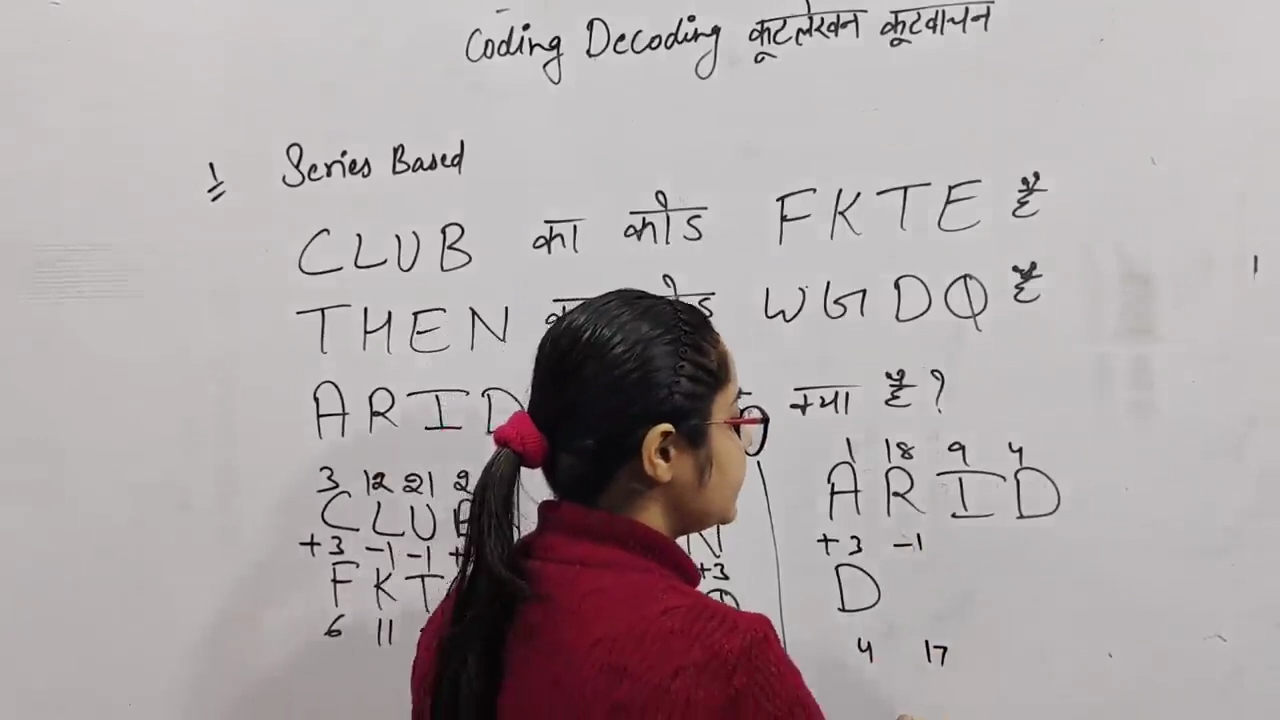 Coding Decoding कूटलेखन कूटवाचन
1 Series Based
CLUB का कोड FKTE है
THEN WGDQ है
ARID क्या है ?
3 12 21 2
C L U
+3 -1 -1
F K T
6 11
N
+3
1 18 9 4
A R I D
+3 -1
D
4 17